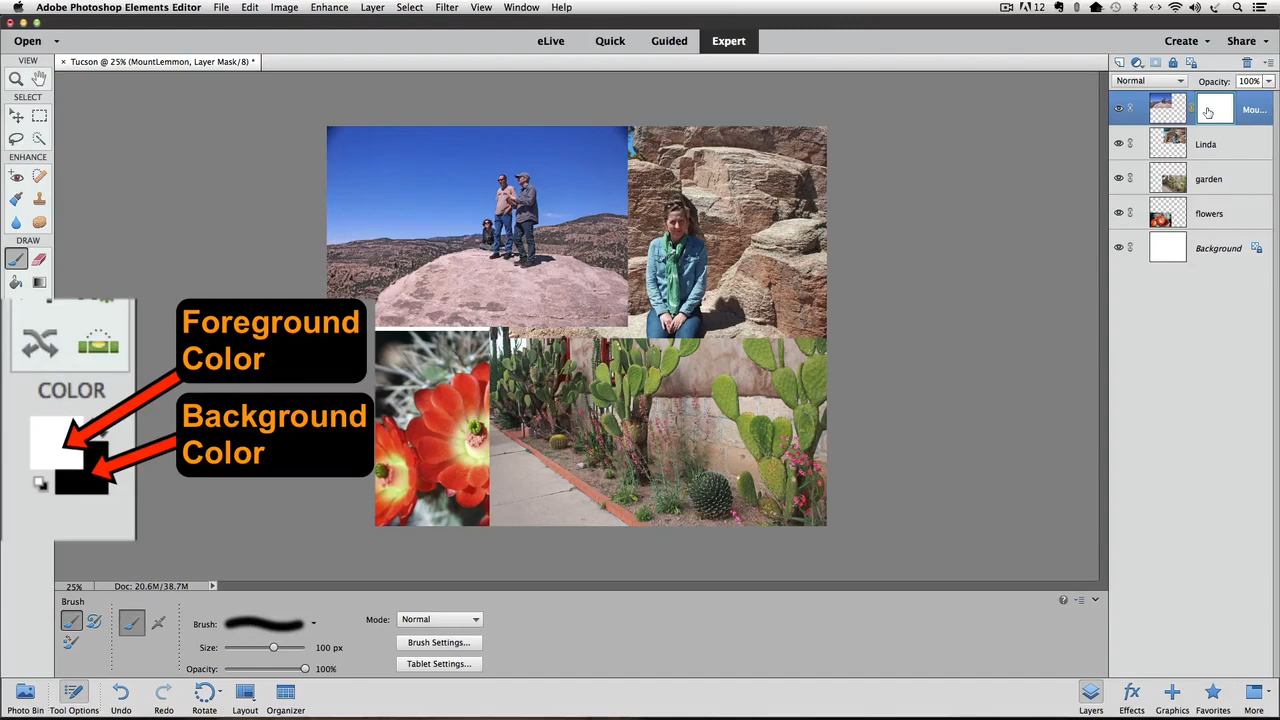 Adobe Photoshop Elements Editor File Edit Image Enhance Layer Select Filter View Window Help
12
Open
eLive Quick Guided Expert
Create Share
VIEW
Tucson @ 25% (MountLemmon, Layer Mask/8) *
Normal Opacity: 100%
SELECT
Mou...
Linda
ENHANCE
garden
flowers
DRAW
Background
Foreground
Color
COLOR
Background
Color
25% Doc: 20.6M/38.7M
Brush
Brush:
Size: 100 px
Opacity: 100%
Mode: Normal
Brush Settings...
Tablet Settings...
Photo Bin Tool Options Undo Redo Rotate Layout Organizer
Layers Effects Graphics Favorites More